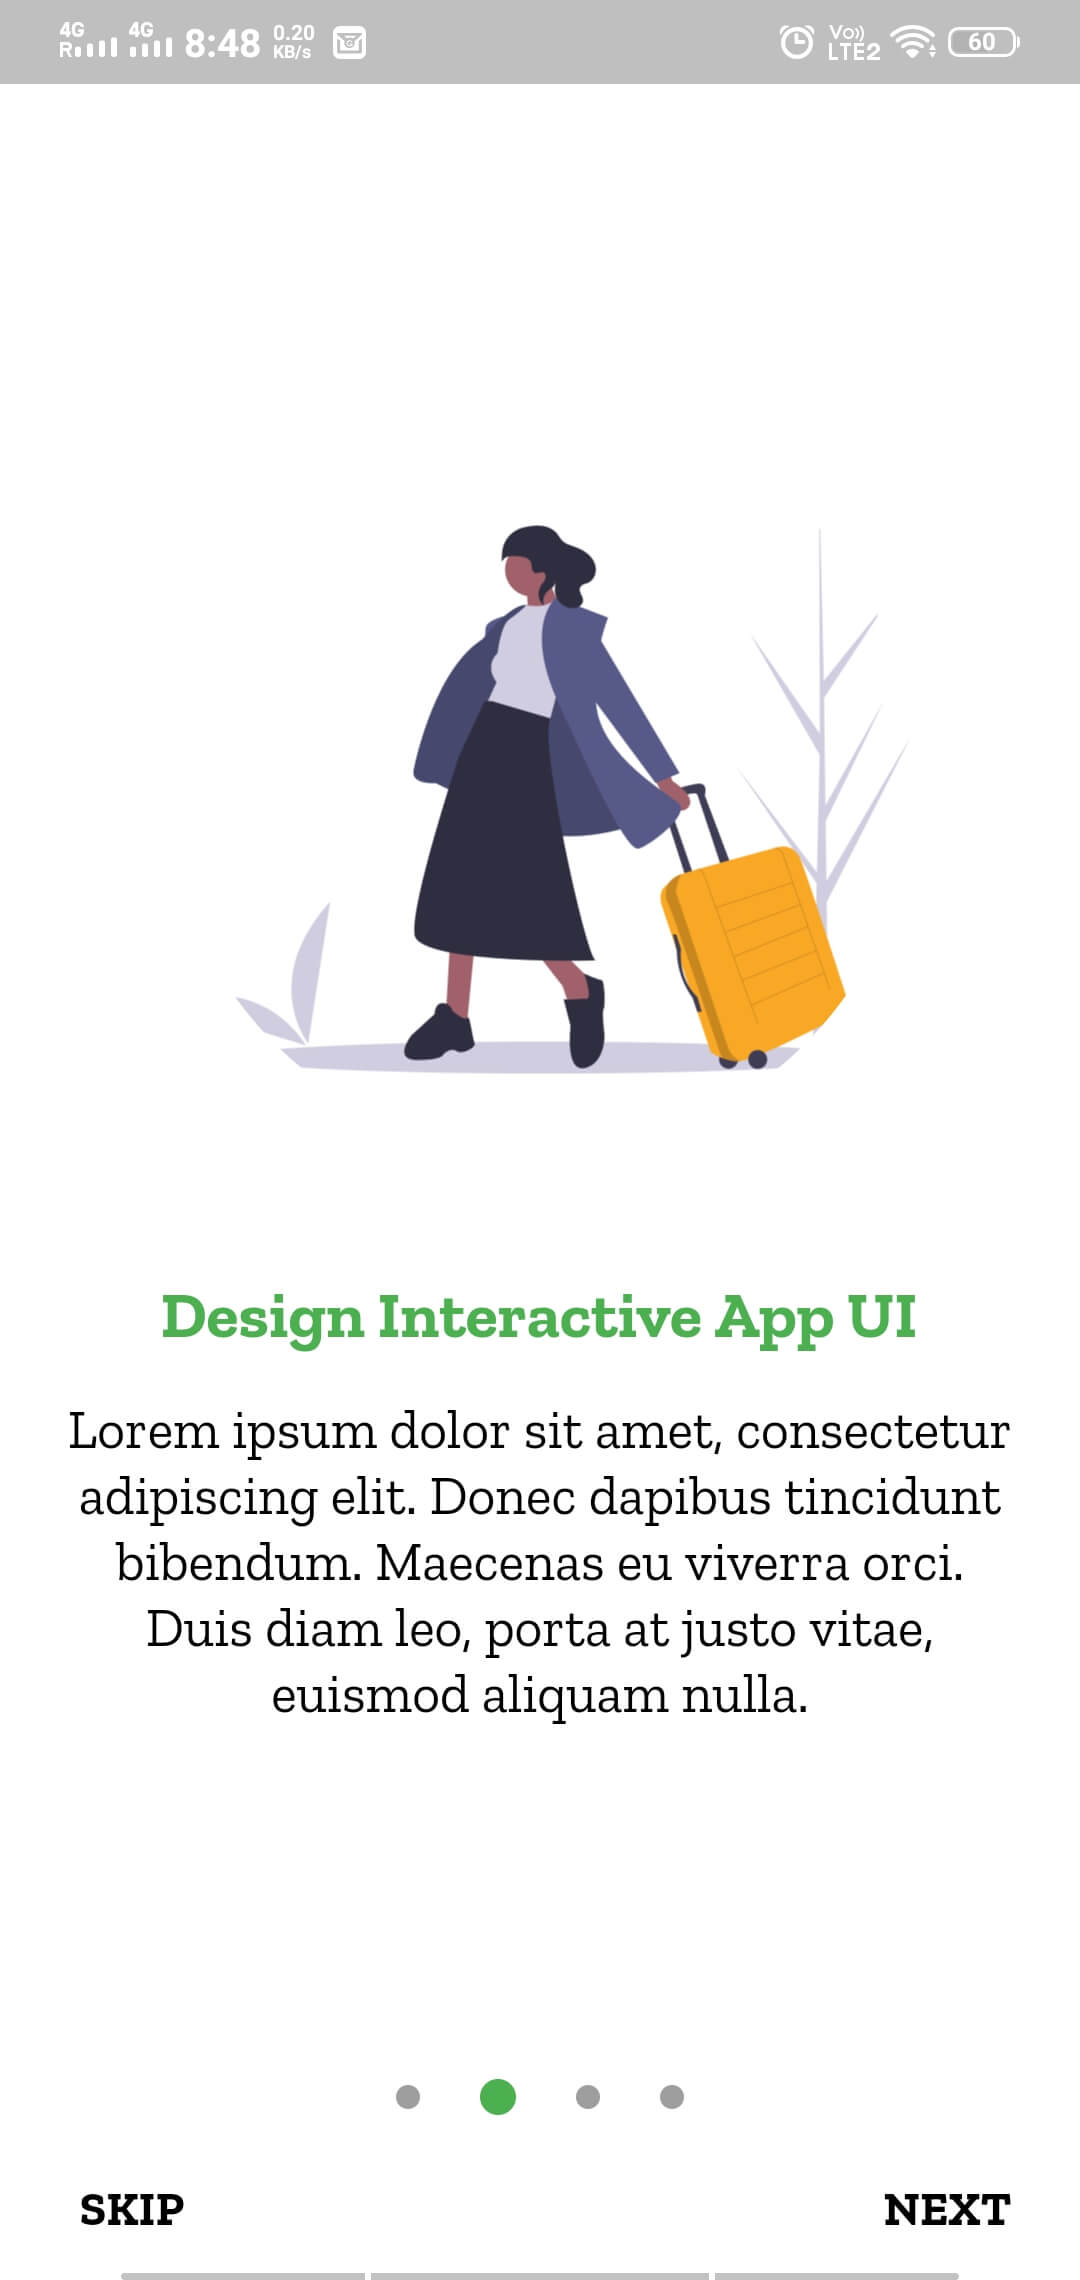 4G 4G 8:48 0.20 Vo)) 60
R KB/s LTE2
Design Interactive App UI
Lorem ipsum dolor sit amet, consectetur
adipiscing elit. Donec dapibus tincidunt
bibendum. Maecenas eu viverra orci.
Duis diam leo, porta at justo vitae,
euismod aliquam nulla.
SKIP NEXT